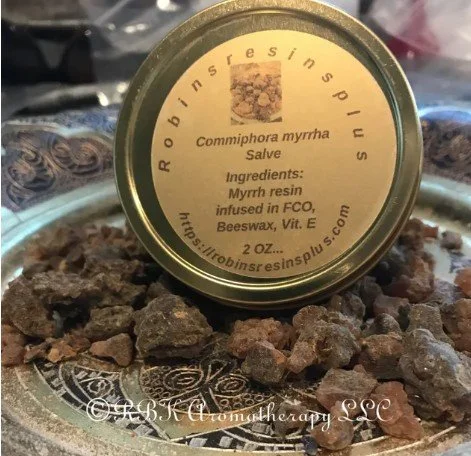 Robinsresinsplus
Commiphora myrrha
Salve
Ingredients:
Myrrh resin
infused in FCO,
Beeswax, Vit. E
2 OZ...
https://robinsresinsplus.com
©RBK Aromatherapy LLC